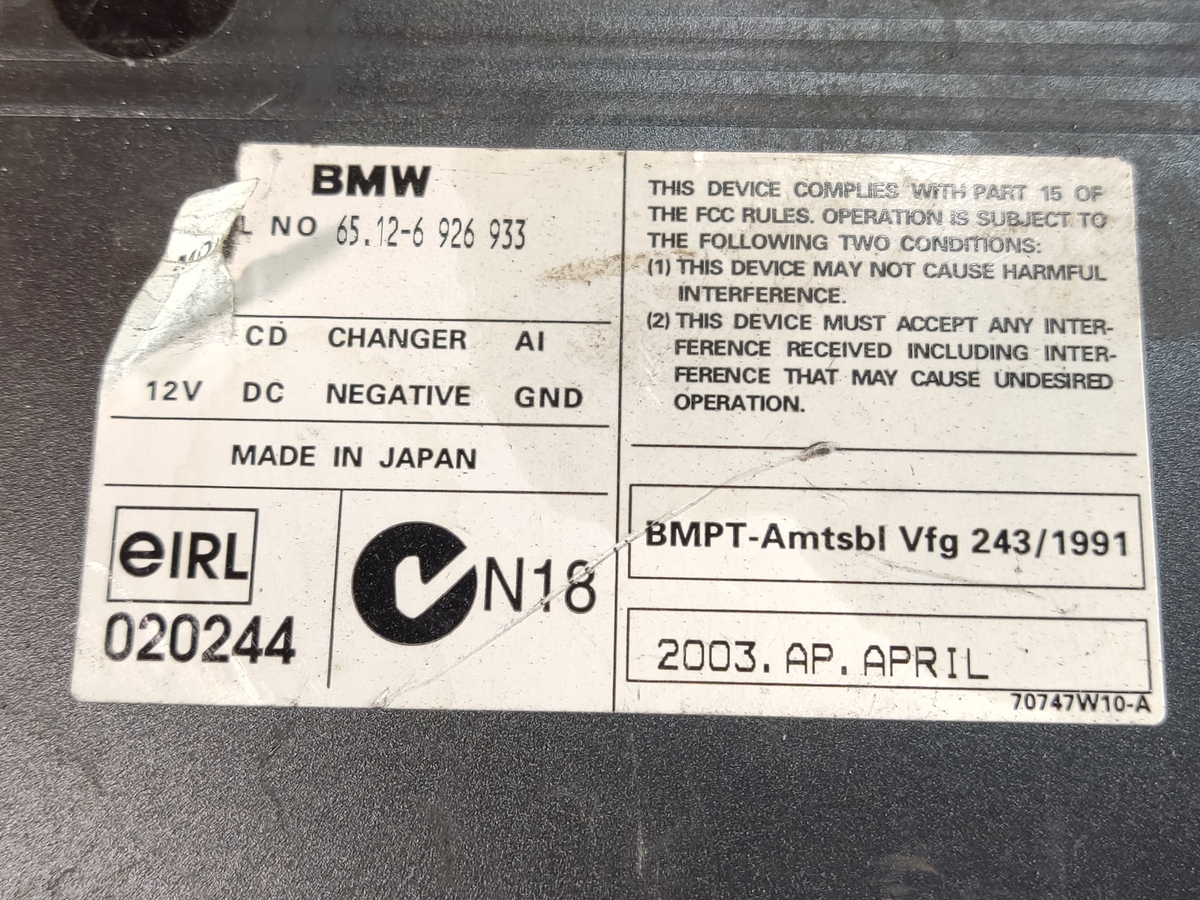 BMW
L NO 65.12-6 926 933
CD CHANGER AI
12V DC NEGATIVE GND
MADE IN JAPAN
eIRL
020244
N18
THIS DEVICE COMPLIES WITH PART 15 OF
THE FCC RULES. OPERATION IS SUBJECT TO
THE FOLLOWING TWO CONDITIONS:
(1) THIS DEVICE MAY NOT CAUSE HARMFUL
INTERFERENCE.
(2) THIS DEVICE MUST ACCEPT ANY INTER-
FERENCE RECEIVED INCLUDING INTER-
FERENCE THAT MAY CAUSE UNDESIRED
OPERATION.
BMPT-Amtsbl Vfg 243/1991
2003.AP.APRIL
70747W10-A